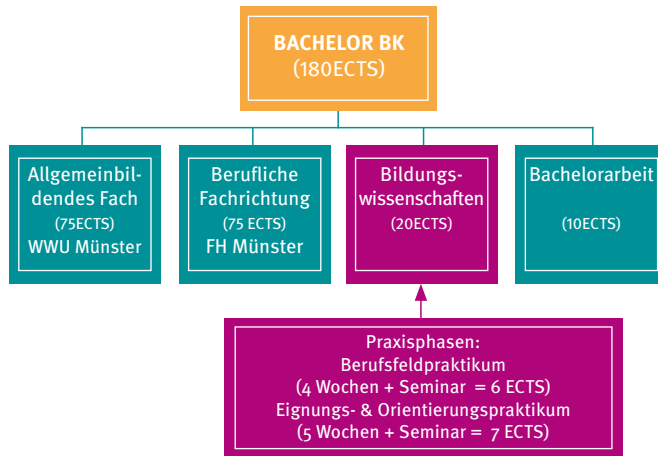 BACHELOR BK
(180ECTS)
Allgemeinbil-
dendes Fach
(75ECTS)
WWU Münster
Berufliche
Fachrichtung
(75 ECTS)
FH Münster
Bildungs-
wissenschaften
(20ECTS)
Bachelorarbeit
(10ECTS)
Praxisphasen:
Berufsfeldpraktikum
(4 Wochen + Seminar = 6 ECTS)
Eignungs- & Orientierungspraktikum
(5 Wochen + Seminar = 7 ECTS)